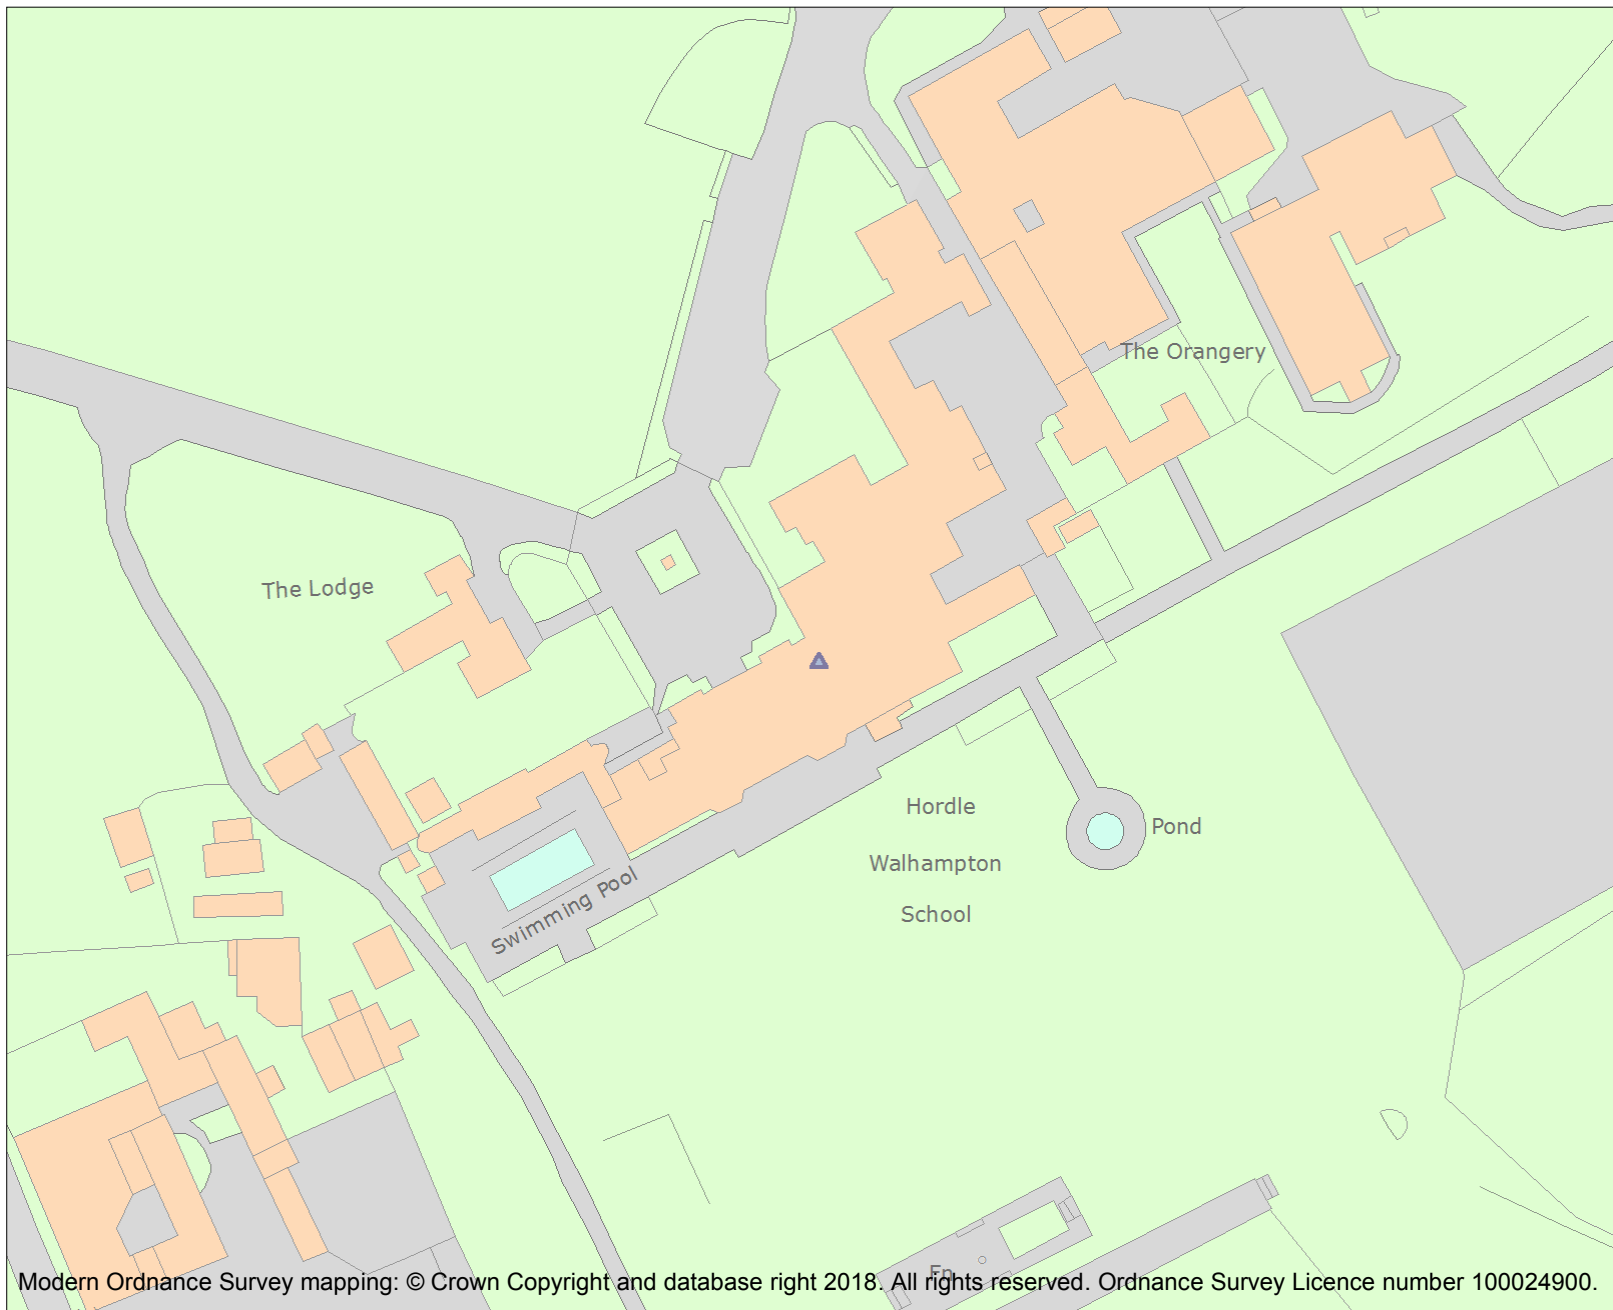 The Orangery
The Lodge
Hordle
Walhampton
School
Pond
Swimming Pool
Fn
Modern Ordnance Survey mapping: © Crown Copyright and database right 2018. All rights reserved. Ordnance Survey Licence number 100024900.